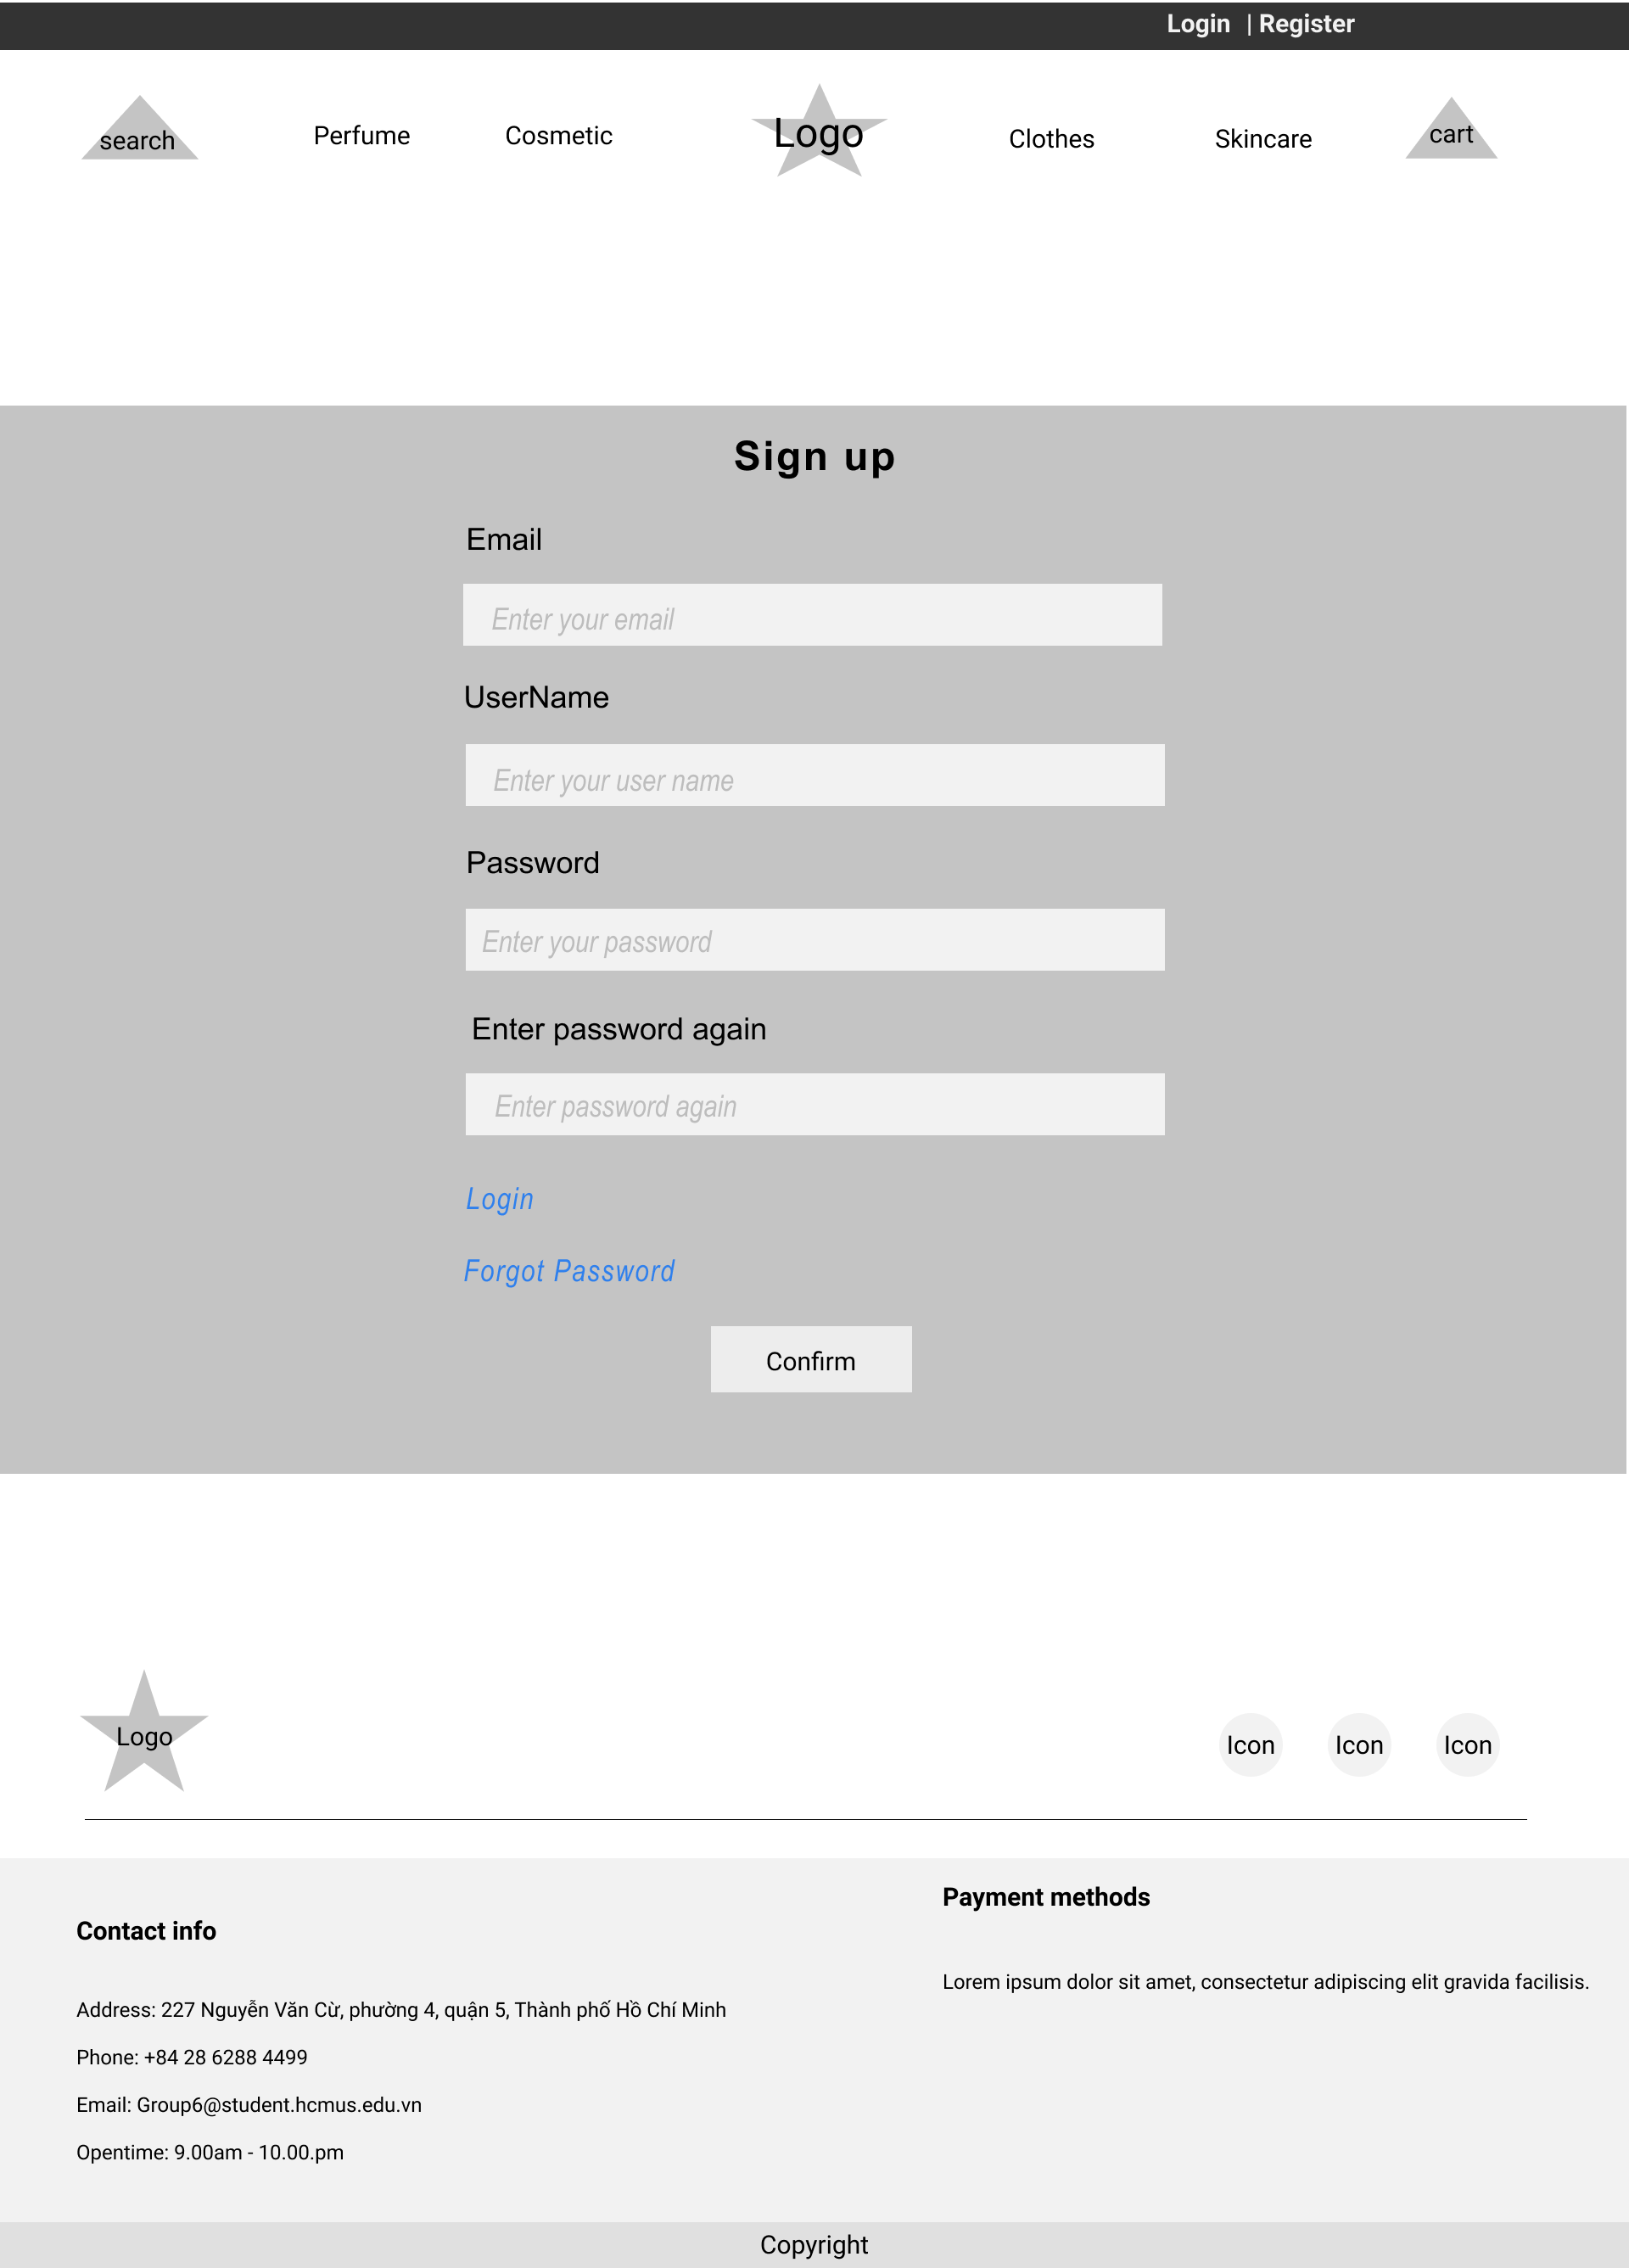 Login | Register
search Perfume Cosmetic Logo Clothes Skincare cart
Sign up
Email
Enter your email
UserName
Enter your user name
Password
Enter your password
Enter password again
Enter password again
Login
Forgot Password
Confirm
Logo
Icon Icon Icon
Contact info
Address: 227 Nguyễn Văn Cừ, phường 4, quận 5, Thành phố Hồ Chí Minh
Phone: +84 28 6288 4499
Email: Group6@student.hcmus.edu.vn
Opentime: 9.00am - 10.00.pm
Payment methods
Lorem ipsum dolor sit amet, consectetur adipiscing elit gravida facilisis.
Copyright